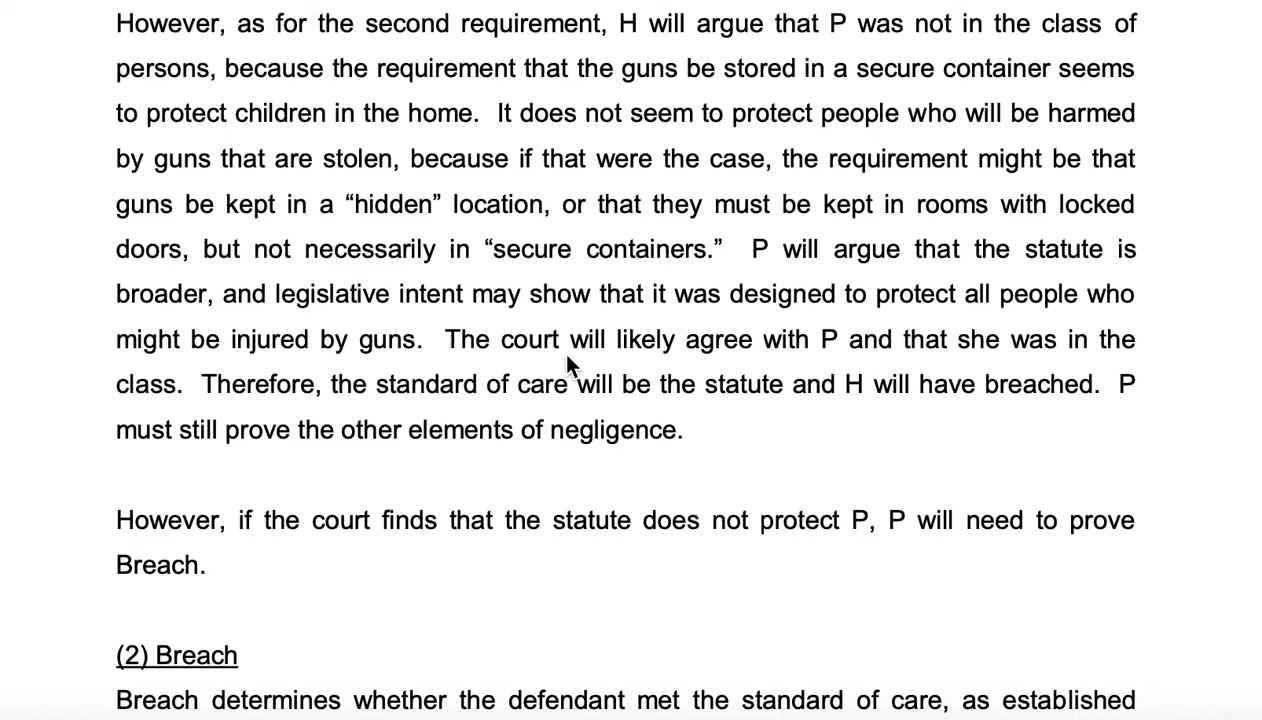 However, as for the second requirement, H will argue that P was not in the class of
persons, because the requirement that the guns be stored in a secure container seems
to protect children in the home.  It does not seem to protect people who will be harmed
by guns that are stolen, because if that were the case, the requirement might be that
guns be kept in a “hidden” location, or that they must be kept in rooms with locked
doors, but not necessarily in “secure containers.”  P will argue that the statute is
broader, and legislative intent may show that it was designed to protect all people who
might be injured by guns.  The court will likely agree with P and that she was in the
class.  Therefore, the standard of care will be the statute and H will have breached.  P
must still prove the other elements of negligence.
However, if the court finds that the statute does not protect P, P will need to prove
Breach.
(2) Breach
Breach determines whether the defendant met the standard of care, as established